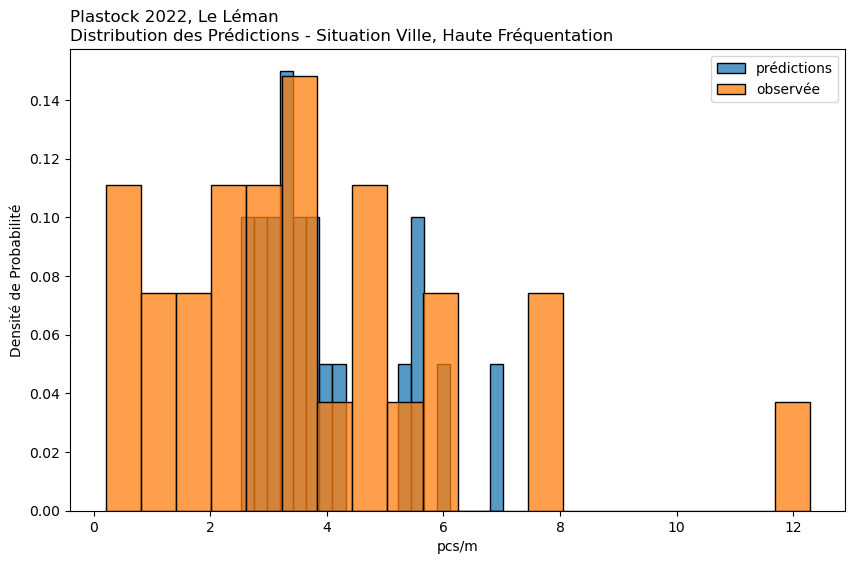 Plastock 2022, Le Léman
Distribution des Prédictions - Situation Ville, Haute Fréquentation
prédictions
observée
0.14
0.12
0.10
0.08
0.06
0.04
0.02
0.00
Densité de Probabilité
0 2 4 6 8 10 12
pcs/m